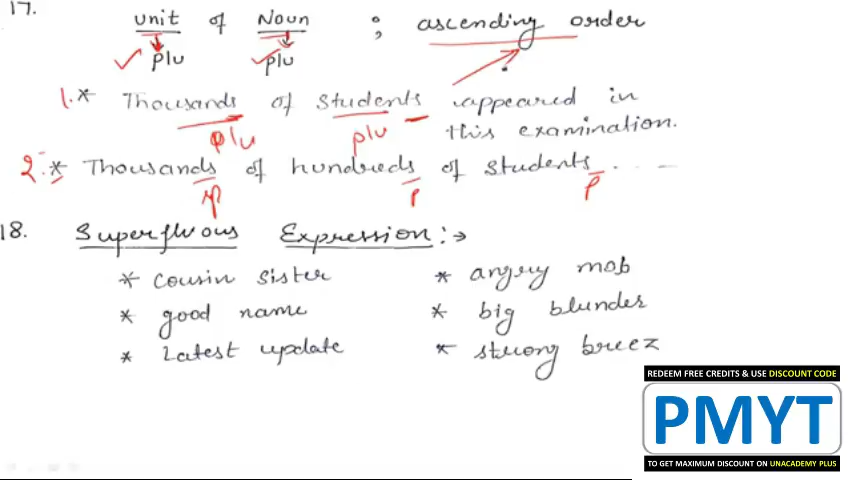 17. unit of Noun ; ascending order
plu plu
1.* Thousands of students appeared in
plu plu this examination.
2.* Thousands of hundreds of students . . . —
p p p
18. Superfluous Expression :→
* cousin sister * angery mob
* good name * big blunder
* Latest update * strong breez
REDEEM FREE CREDITS & USE DISCOUNT CODE
PMYT
TO GET MAXIMUM DISCOUNT ON UNACADEMY PLUS